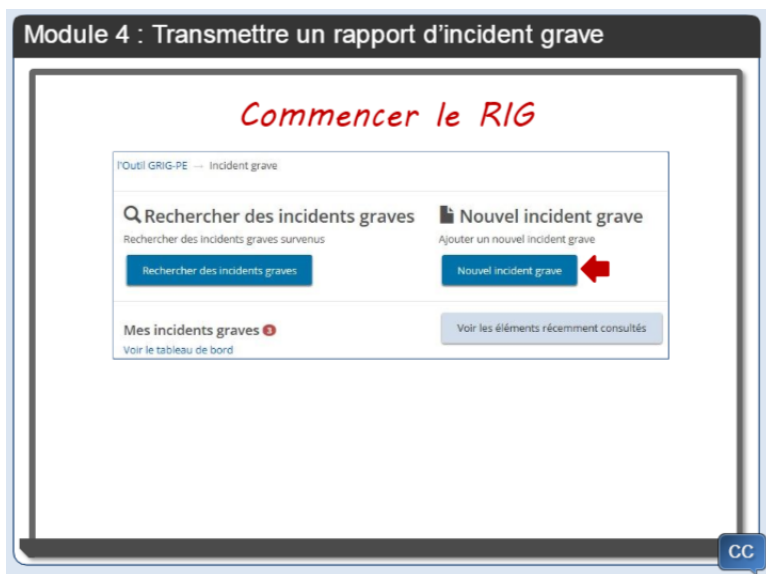 Module 4 : Transmettre un rapport d'incident grave
Commencer le RIG
l'Outil GRIG-PE — Incident grave
Rechercher des incidents graves
Rechercher des incidents graves survenus
Rechercher des incidents graves
Nouvel incident grave
Ajouter un nouvel incident grave
Nouvel incident grave
Mes incidents graves 3
Voir le tableau de bord
Voir les éléments récemment consultés
CC